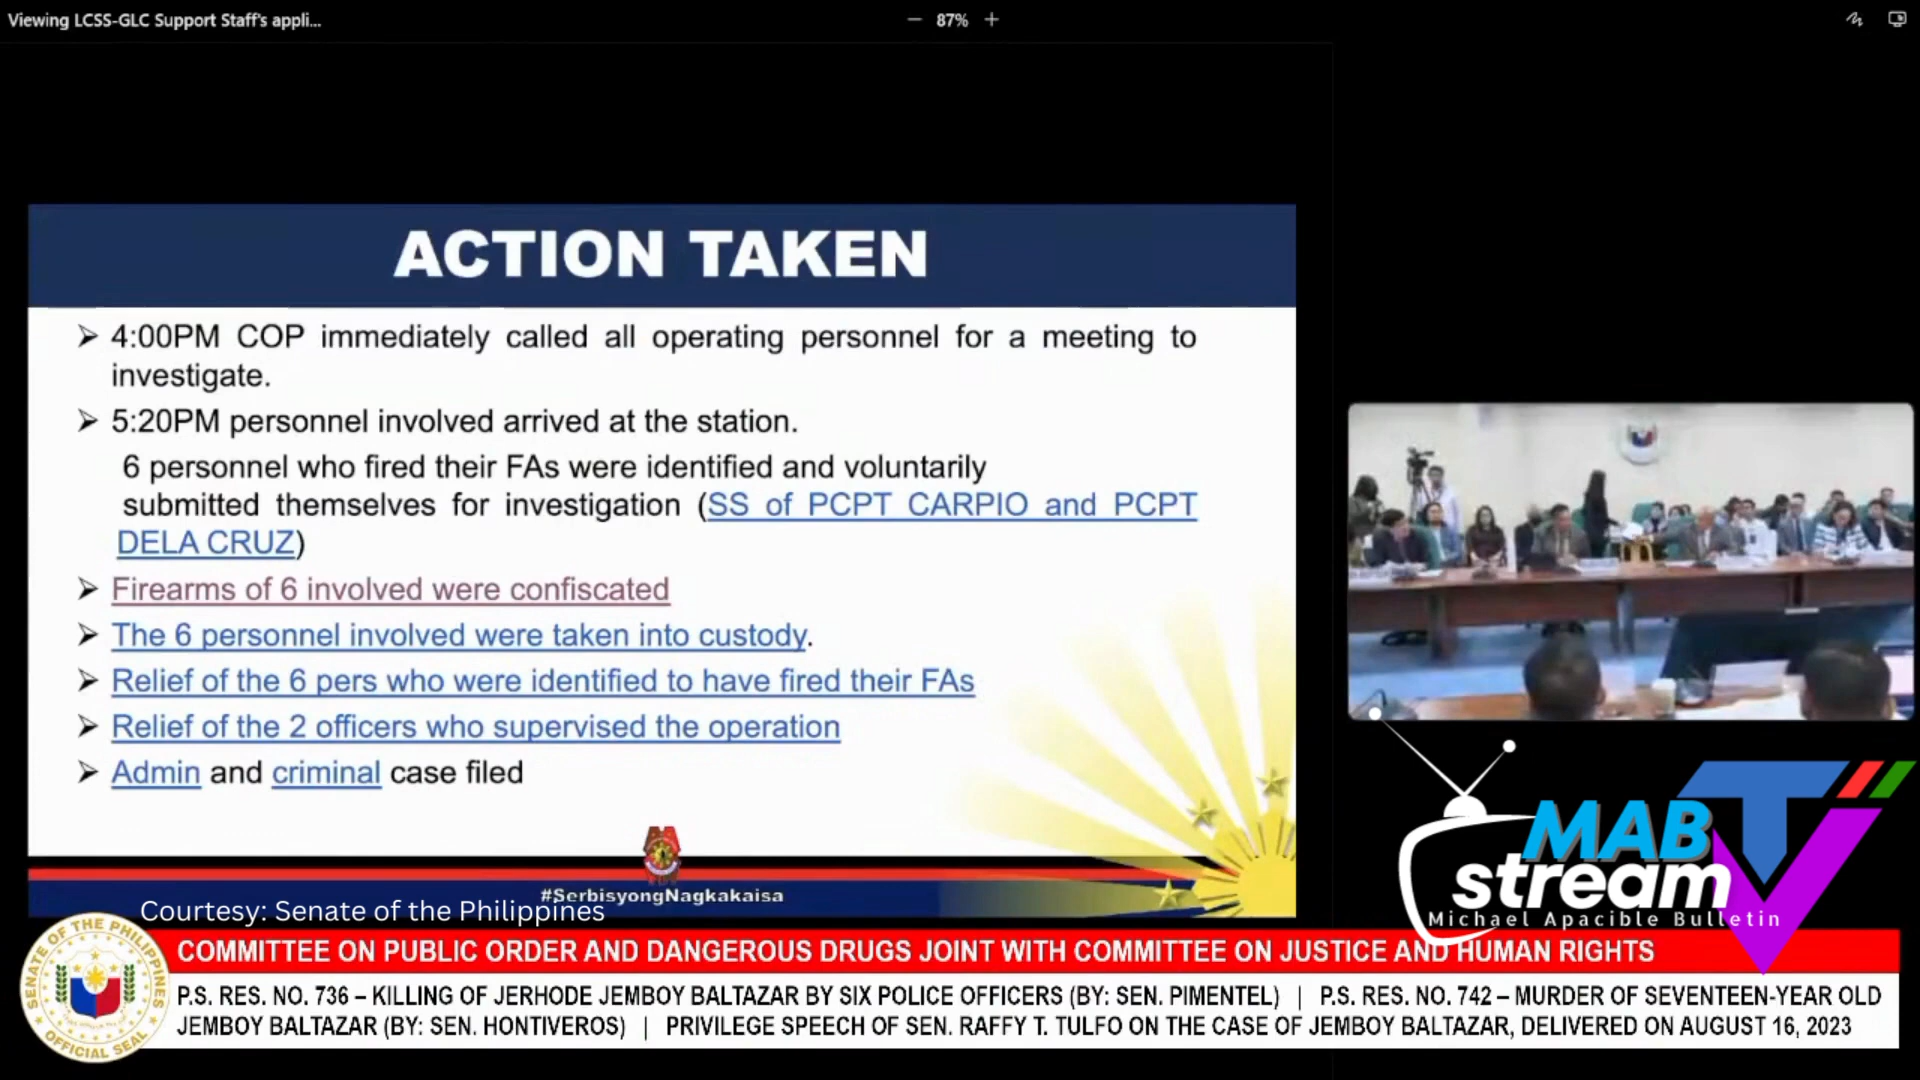 Viewing LCSS-GLC Support Staff's appli...
87%
ACTION TAKEN
4:00PM COP immediately called all operating personnel for a meeting to
investigate.
5:20PM personnel involved arrived at the station.
6 personnel who fired their FAs were identified and voluntarily
submitted themselves for investigation (SS of PCPT CARPIO and PCPT
DELA CRUZ)
Firearms of 6 involved were confiscated
The 6 personnel involved were taken into custody.
Relief of the 6 pers who were identified to have fired their FAs
Relief of the 2 officers who supervised the operation
Admin and criminal case filed
#SerbisyongNagkakaisa
Courtesy: Senate of the Philippines
MAB TV
stream
Michael Apacible Bulletin
SENATE OF THE PHILIPPINES
OFFICIAL SEAL
COMMITTEE ON PUBLIC ORDER AND DANGEROUS DRUGS JOINT WITH COMMITTEE ON JUSTICE AND HUMAN RIGHTS
P.S. RES. NO. 736 – KILLING OF JERHODE JEMBOY BALTAZAR BY SIX POLICE OFFICERS (BY: SEN. PIMENTEL) | P.S. RES. NO. 742 – MURDER OF SEVENTEEN-YEAR OLD
JEMBOY BALTAZAR (BY: SEN. HONTIVEROS) | PRIVILEGE SPEECH OF SEN. RAFFY T. TULFO ON THE CASE OF JEMBOY BALTAZAR, DELIVERED ON AUGUST 16, 2023